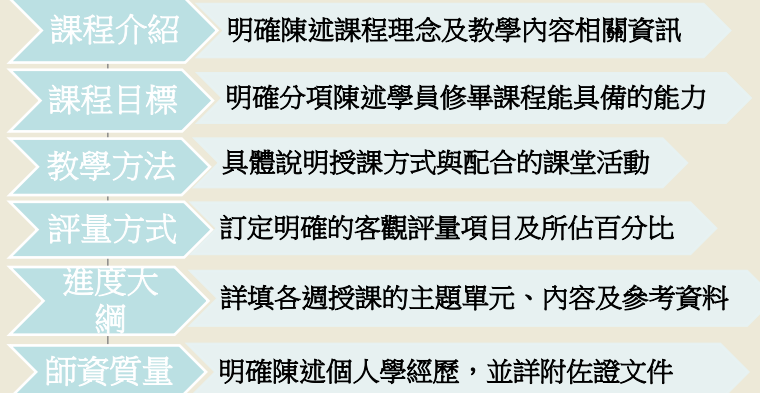 課程介紹
明確陳述課程理念及教學內容相關資訊
課程目標
明確分項陳述學員修畢課程能具備的能力
教學方法
具體說明授課方式與配合的課堂活動
評量方式
訂定明確的客觀評量項目及所佔百分比
進度大
綱
詳填各週授課的主題單元、內容及參考資料
師資質量
明確陳述個人學經歷，並詳附佐證文件